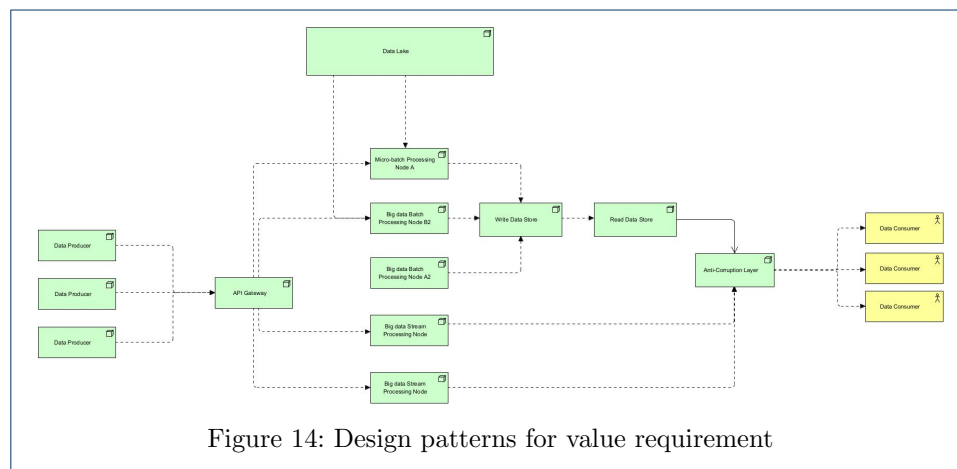 Data Lake
Micro-batch Processing
Node A
Big data Batch
Processing Node B2
Write Data Store
Read Data Store
Data Consumer
Data Producer
Big data Batch
Processing Node A2
Anti-Corruption Layer
Data Consumer
Data Producer
API Gateway
Data Consumer
Data Producer
Big data Stream
Processing Node
Big data Stream
Processing Node
Figure 14: Design patterns for value requirement